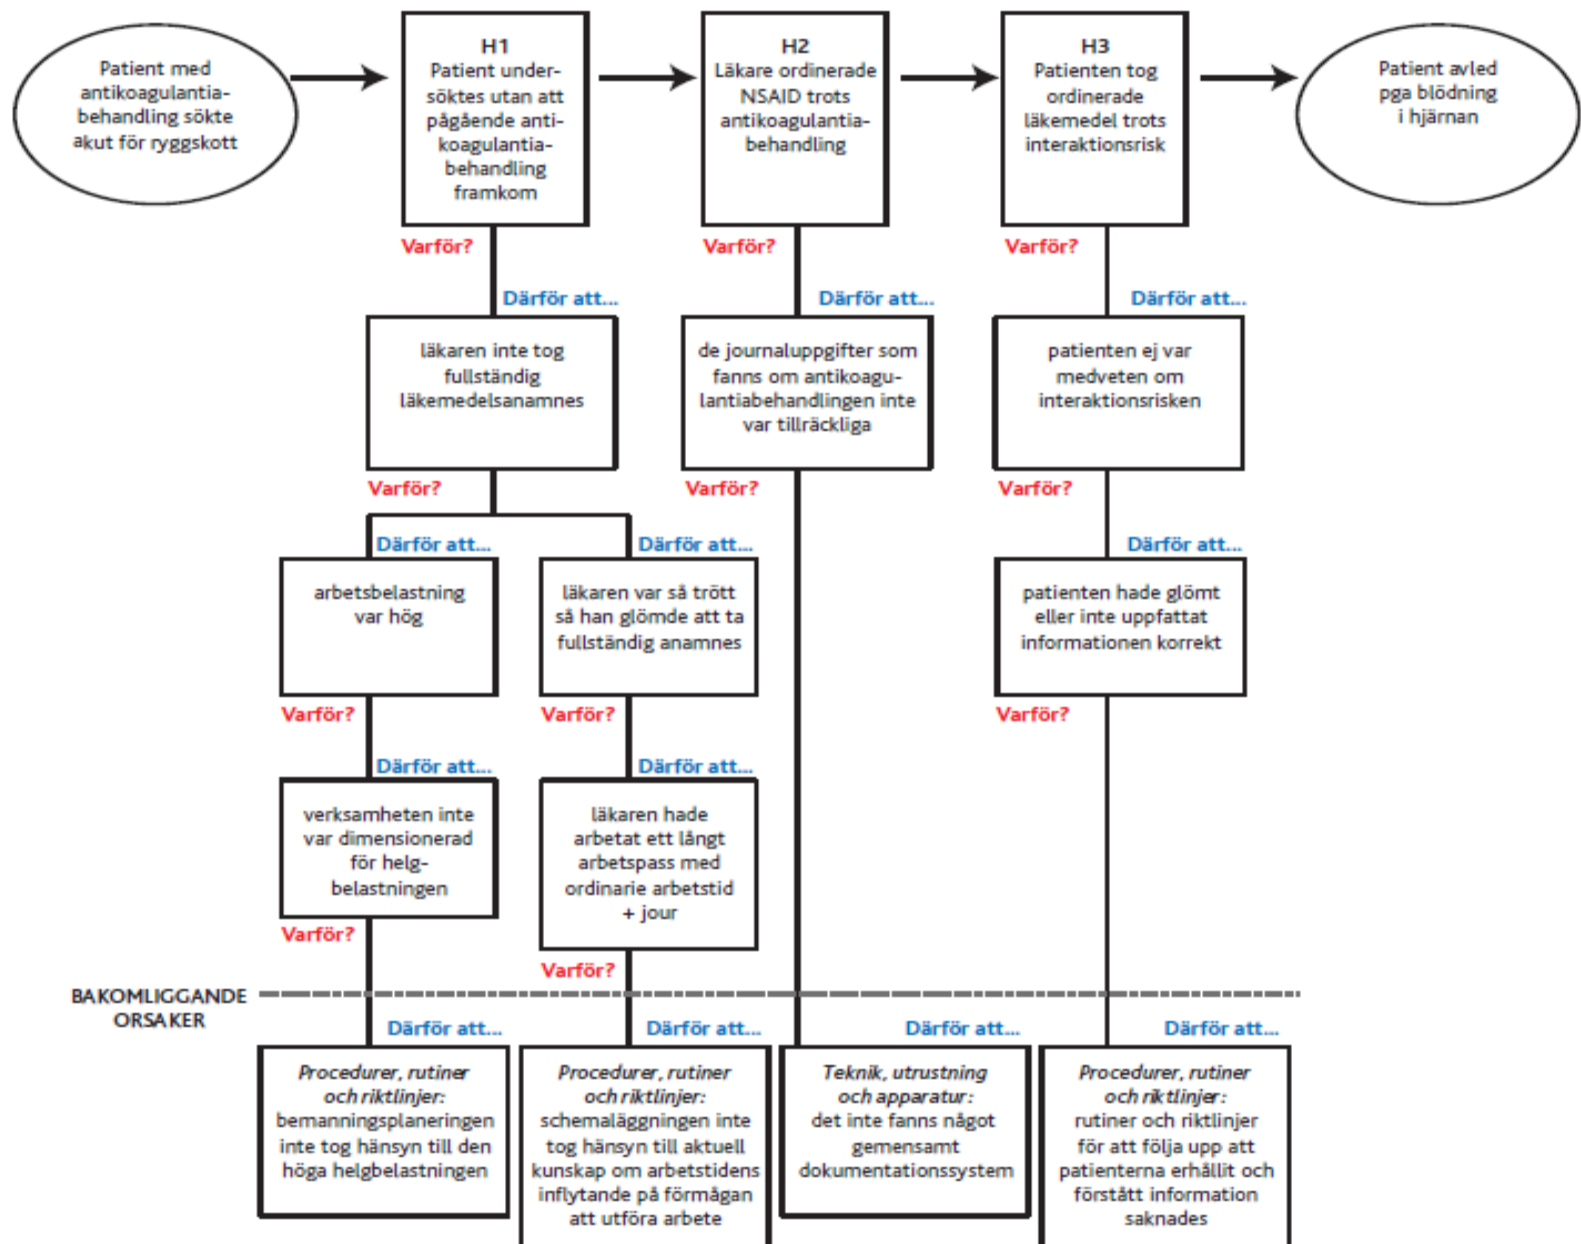 Patient med
antikoagulantia-
behandling sökte
akut för ryggskott
H1
Patient under-
söktes utan att
pågående anti-
koagulantia-
behandling
framkom
H2
Läkare ordinerade
NSAID trots
antikoagulantia-
behandling
H3
Patienten tog
ordinerade
läkemedel trots
interaktionsrisk
Patient avled
pga blödning
i hjärnan
Varför?
Varför?
Varför?
Därför att...
Därför att...
Därför att...
läkaren inte tog
fullständig
läkemedelsanamnes
de journaluppgifter som
fanns om antikoagu-
lantiabehandlingen inte
var tillräckliga
patienten ej var
medveten om
interaktionsrisken
Varför?
Varför?
Varför?
Därför att...
Därför att...
Därför att...
arbetsbelastning
var hög
läkaren var så trött
så han glömde att ta
fullständig anamnes
patienten hade glömt
eller inte uppfattat
informationen korrekt
Varför?
Varför?
Varför?
Därför att...
Därför att...
verksamheten inte
var dimensionerad
för helg-
belastningen
läkaren hade
arbetat ett långt
arbetspass med
ordinarie arbetstid
+ jour
Varför?
Varför?
BAKOMLIGGANDE
ORSAKER
Därför att...
Därför att...
Därför att...
Därför att...
Procedurer, rutiner
och riktlinjer:
bemanningsplaneringen
inte tog hänsyn till den
höga helgbelastningen
Procedurer, rutiner
och riktlinjer:
schemaläggningen inte
tog hänsyn till aktuell
kunskap om arbetstidens
inflytande på förmågan
att utföra arbete
Teknik, utrustning
och apparatur:
det inte fanns något
gemensamt
dokumentationssystem
Procedurer, rutiner
och riktlinjer:
rutiner och riktlinjer
för att följa upp att
patienterna erhållit och
förstått information
saknades